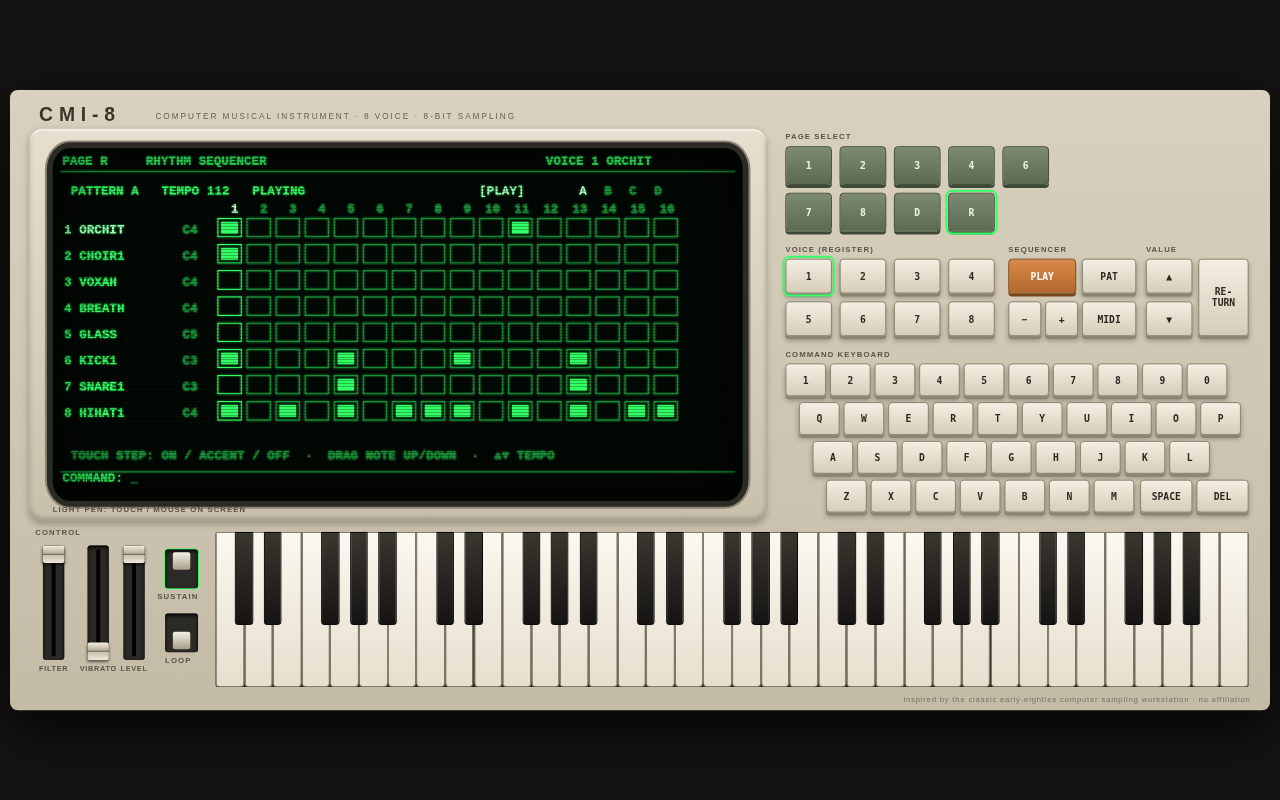 CMI-8 COMPUTER MUSICAL INSTRUMENT · 8 VOICE · 8-BIT SAMPLING
PAGE R RHYTHM SEQUENCER VOICE 1 ORCHIT
PATTERN A TEMPO 112 PLAYING [PLAY] A B C D
1 2 3 4 5 6 7 8 9 10 11 12 13 14 15 16
1 ORCHIT C4
2 CHOIR1 C4
3 VOXAH C4
4 BREATH C4
5 GLASS C5
6 KICK1 C3
7 SNARE1 C3
8 HIHAT1 C4
TOUCH STEP: ON / ACCENT / OFF · DRAG NOTE UP/DOWN · ▲▼ TEMPO
COMMAND: _
LIGHT PEN: TOUCH / MOUSE ON SCREEN
PAGE SELECT
1 2 3 4 6
7 8 D R
VOICE (REGISTER) SEQUENCER VALUE
1 2 3 4 PLAY PAT ▲ RE-
TURN
5 6 7 8 − + MIDI ▼
COMMAND KEYBOARD
1 2 3 4 5 6 7 8 9 0
Q W E R T Y U I O P
A S D F G H J K L
Z X C V B N M SPACE DEL
CONTROL
SUSTAIN
LOOP
FILTER VIBRATO LEVEL
inspired by the classic early-eighties computer sampling workstation · no affiliation